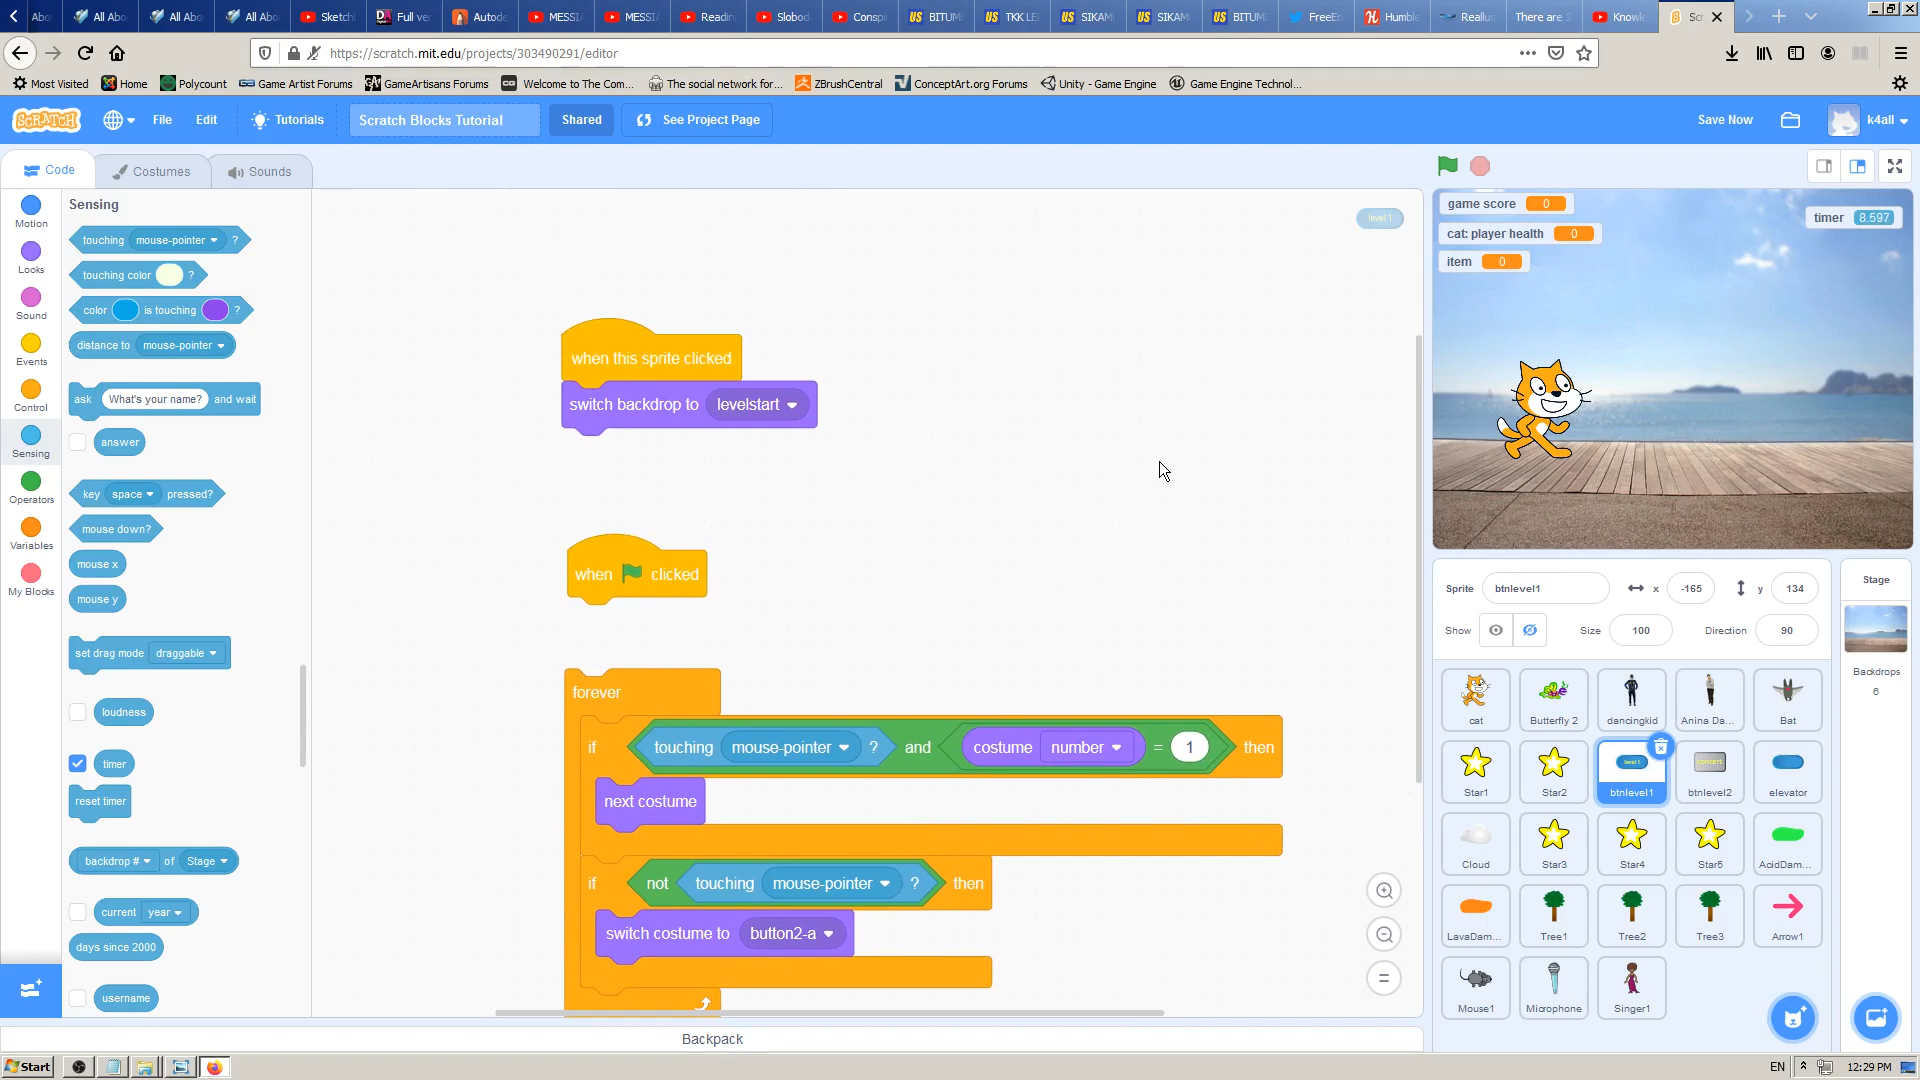 Abo All Abo All Abo All Abo Sketch Full ver Autode MESSIA MESSI Readin Slobod Consp BITUM TKK LE SIKAM SIKAM BITUM FreeEn Humble Reallus There are 2 Knowle Scr
https://scratch.mit.edu/projects/303490291/editor
Most Visited Home Polycount Game Artist Forums GameArtisans Forums Welcome to The Com... The social network for... ZBrushCentral ConceptArt.org Forums Unity - Game Engine Game Engine Technol...
SCRATCH File Edit Tutorials Scratch Blocks Tutorial Shared See Project Page Save Now k4all
Code Costumes Sounds
Motion
Looks
Sound
Events
Control
Sensing
Operators
Variables
My Blocks
Sensing
touching mouse-pointer ?
touching color ?
color is touching ?
distance to mouse-pointer
ask What's your name? and wait
answer
key space pressed?
mouse down?
mouse x
mouse y
set drag mode draggable
loudness
timer
reset timer
backdrop # of Stage
current year
days since 2000
username
level 1
when this sprite clicked
switch backdrop to levelstart
when clicked
forever
if touching mouse-pointer ? and costume number = 1 then
next costume
if not touching mouse-pointer ? then
switch costume to button2-a
Backpack
game score 0
timer 8.597
cat: player health 0
item 0
Sprite btnlevel1 x -165 y 134
Show Size 100 Direction 90
cat Butterfly 2 dancingkid Anina Da... Bat
level 1 concert
Star1 Star2 btnlevel1 btnlevel2 elevator
Cloud Star3 Star4 Star5 AcidDam...
LavaDam... Tree1 Tree2 Tree3 Arrow1
Mouse1 Microphone Singer1
Stage
Backdrops
6
Start EN 12:29 PM